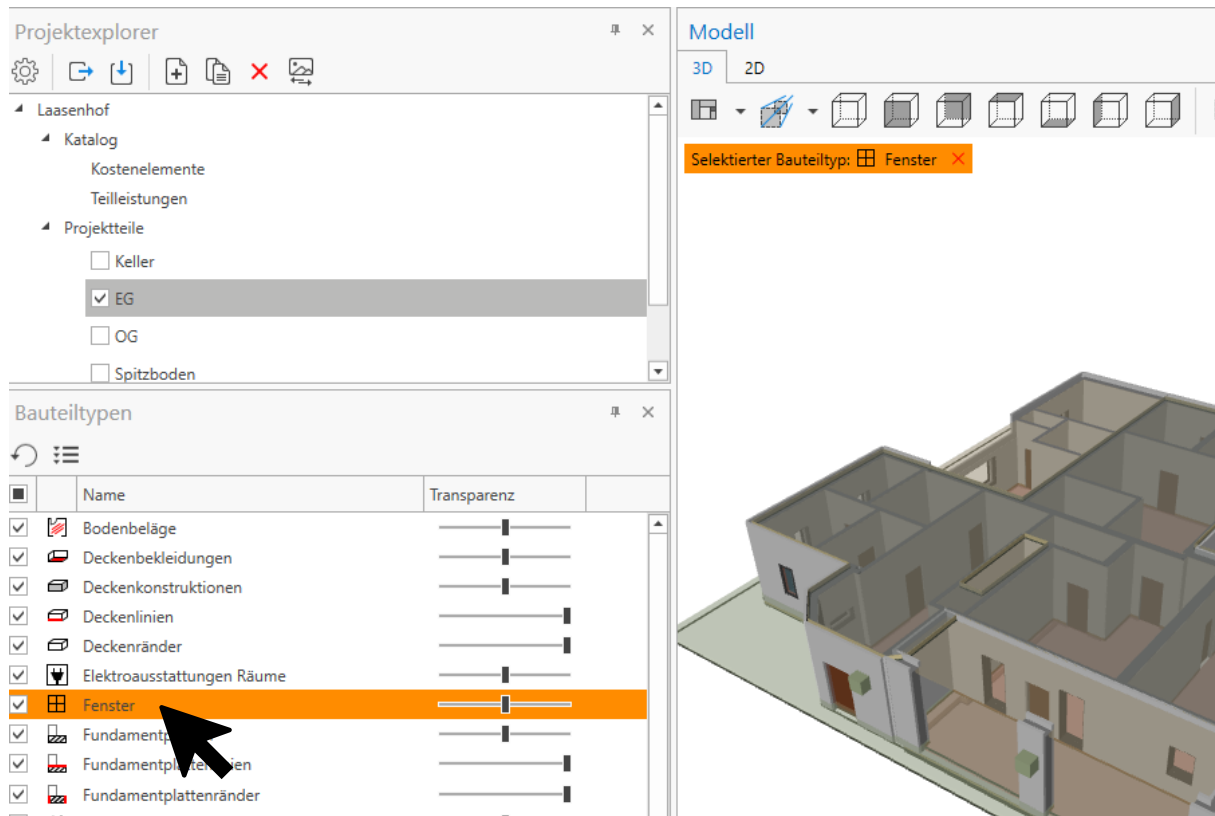 Projektexplorer
Laasenhof
Katalog
Kostenelemente
Teilleistungen
Projektteile
Keller
EG
OG
Spitzboden
Bauteiltypen
Name Transparenz
Bodenbeläge
Deckenbekleidungen
Deckenkonstruktionen
Deckenlinien
Deckenränder
Elektroausstattungen Räume
Fenster
Fundamentplattenränder
Modell
3D 2D
Selektierter Bauteiltyp: Fenster